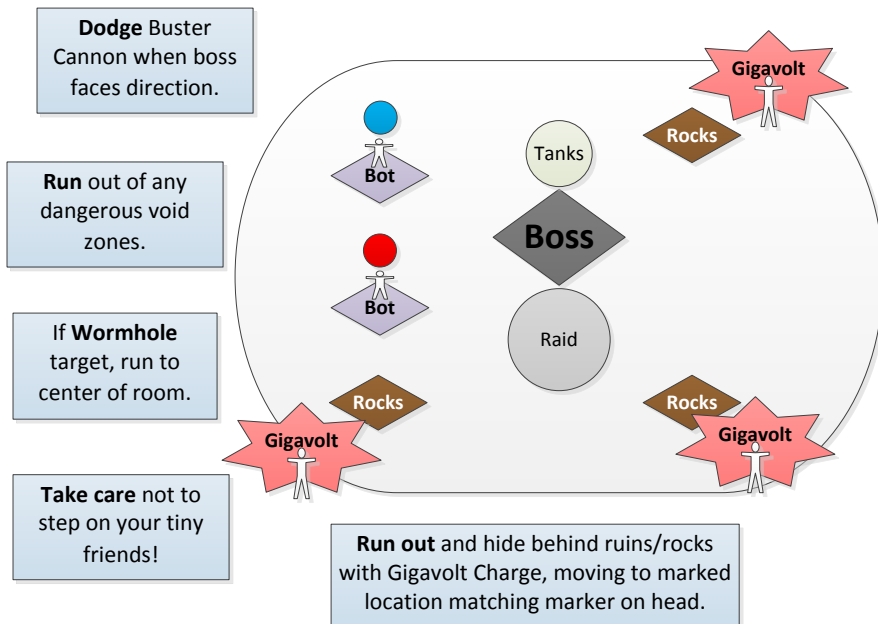 Dodge Buster
Cannon when boss
faces direction.
Run out of any
dangerous void
zones.
If Wormhole
target, run to
center of room.
Take care not to
step on your tiny
friends!
Gigavolt
Rocks
Tanks
Bot
Boss
Bot
Raid
Rocks
Rocks
Gigavolt
Gigavolt
Run out and hide behind ruins/rocks
with Gigavolt Charge, moving to marked
location matching marker on head.